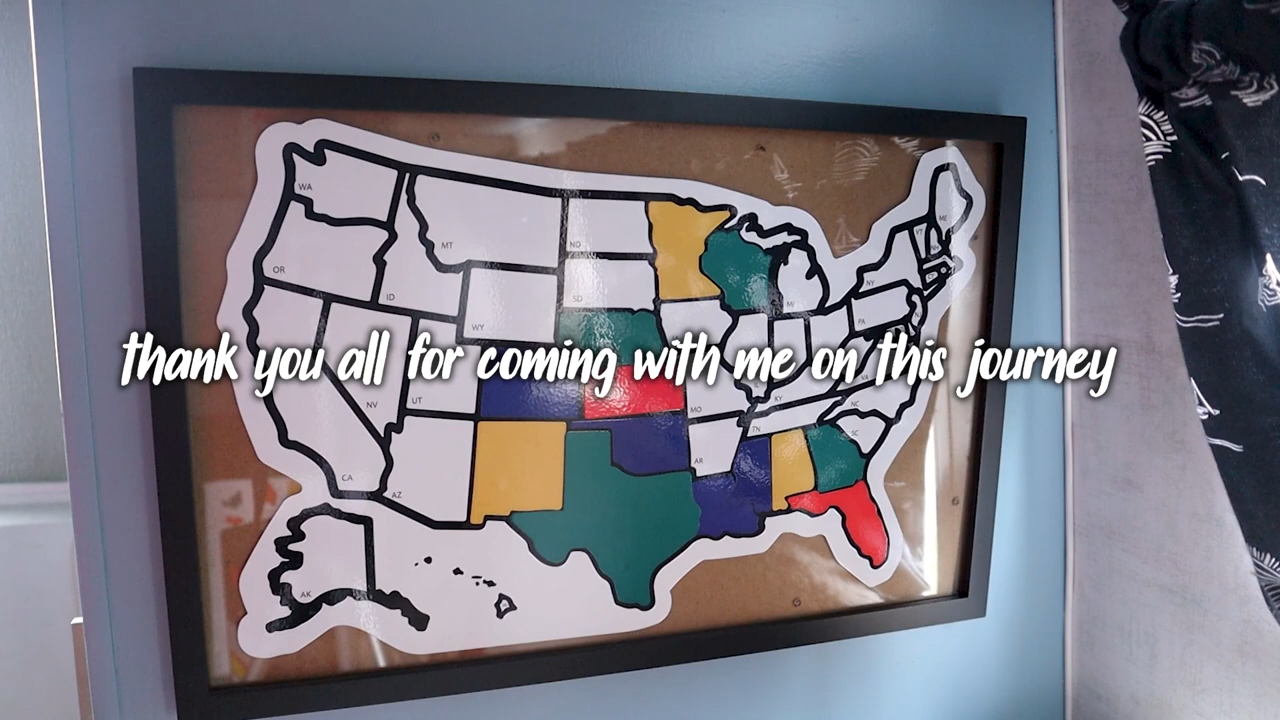 WA
ME
VT
MT
ND
OR
NY
ID
SD
MI
PA
WY
thank you all for coming with me on this journey
UT
NV
MO
KY
NC
TN
SC
AR
CA
AZ
AK